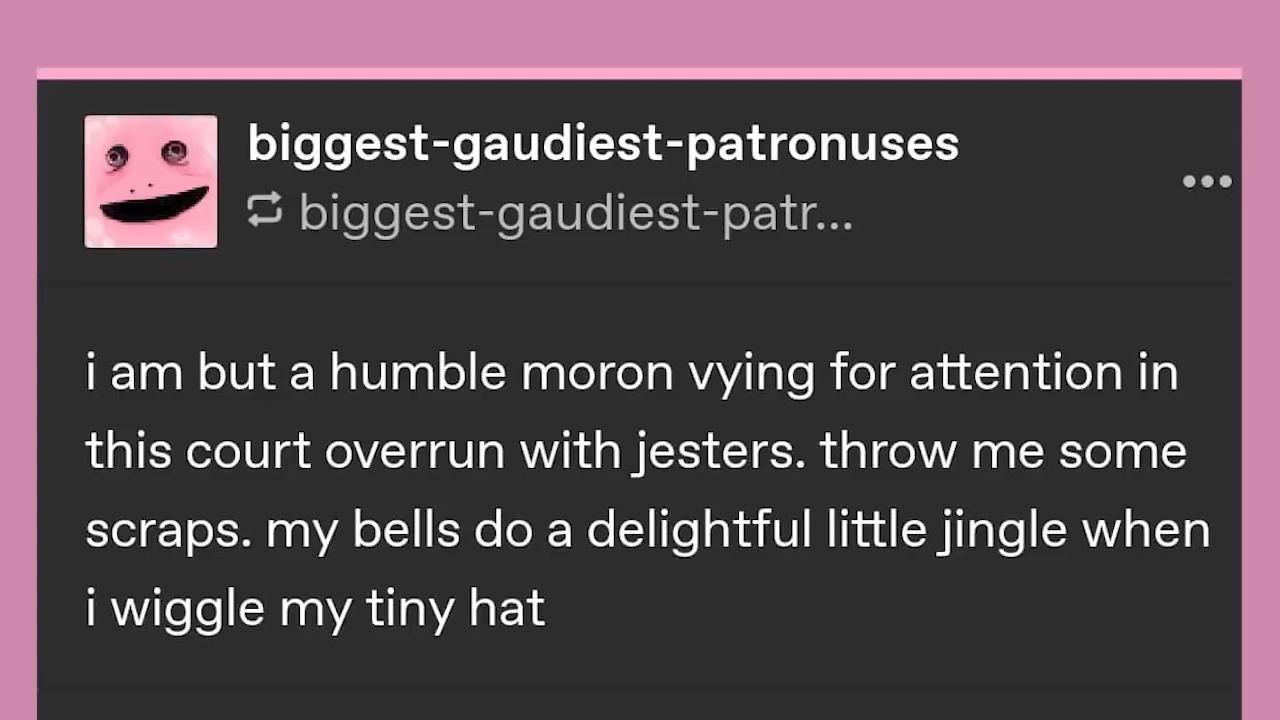 biggest-gaudiest-patronuses
biggest-gaudiest-patr...
i am but a humble moron vying for attention in
this court overrun with jesters. throw me some
scraps. my bells do a delightful little jingle when
i wiggle my tiny hat